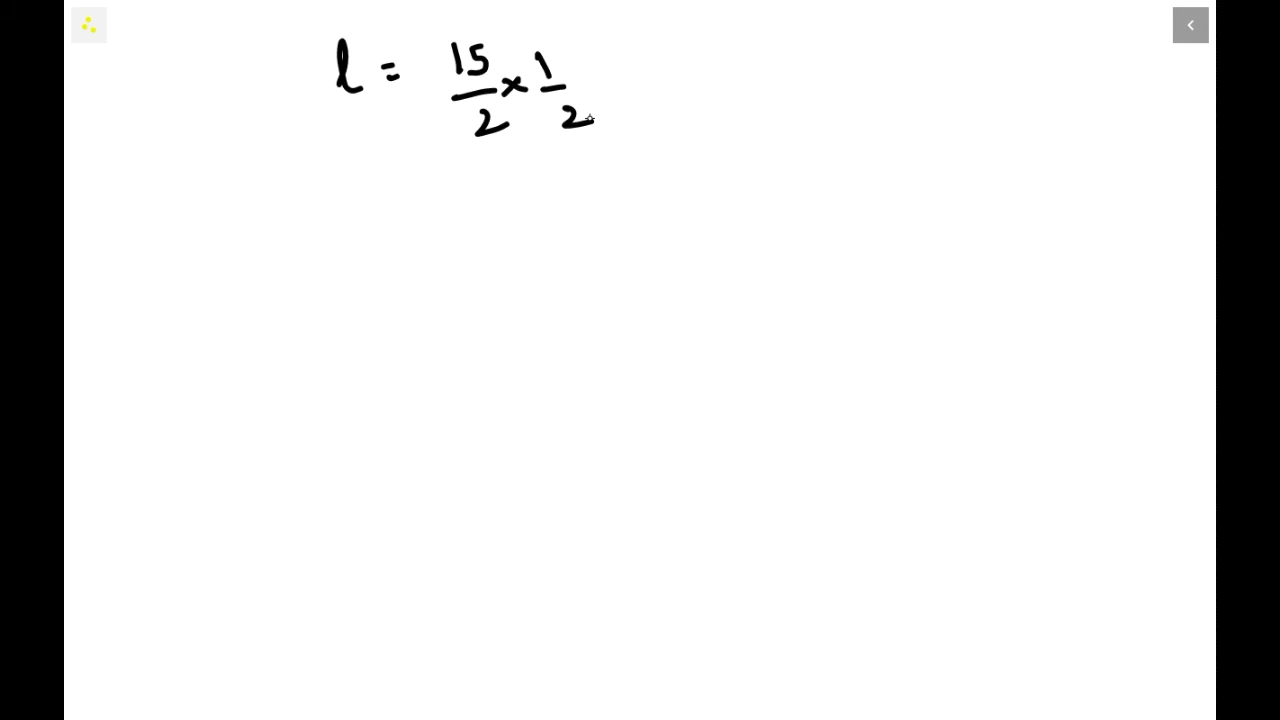 l = 15/2 × 1/2